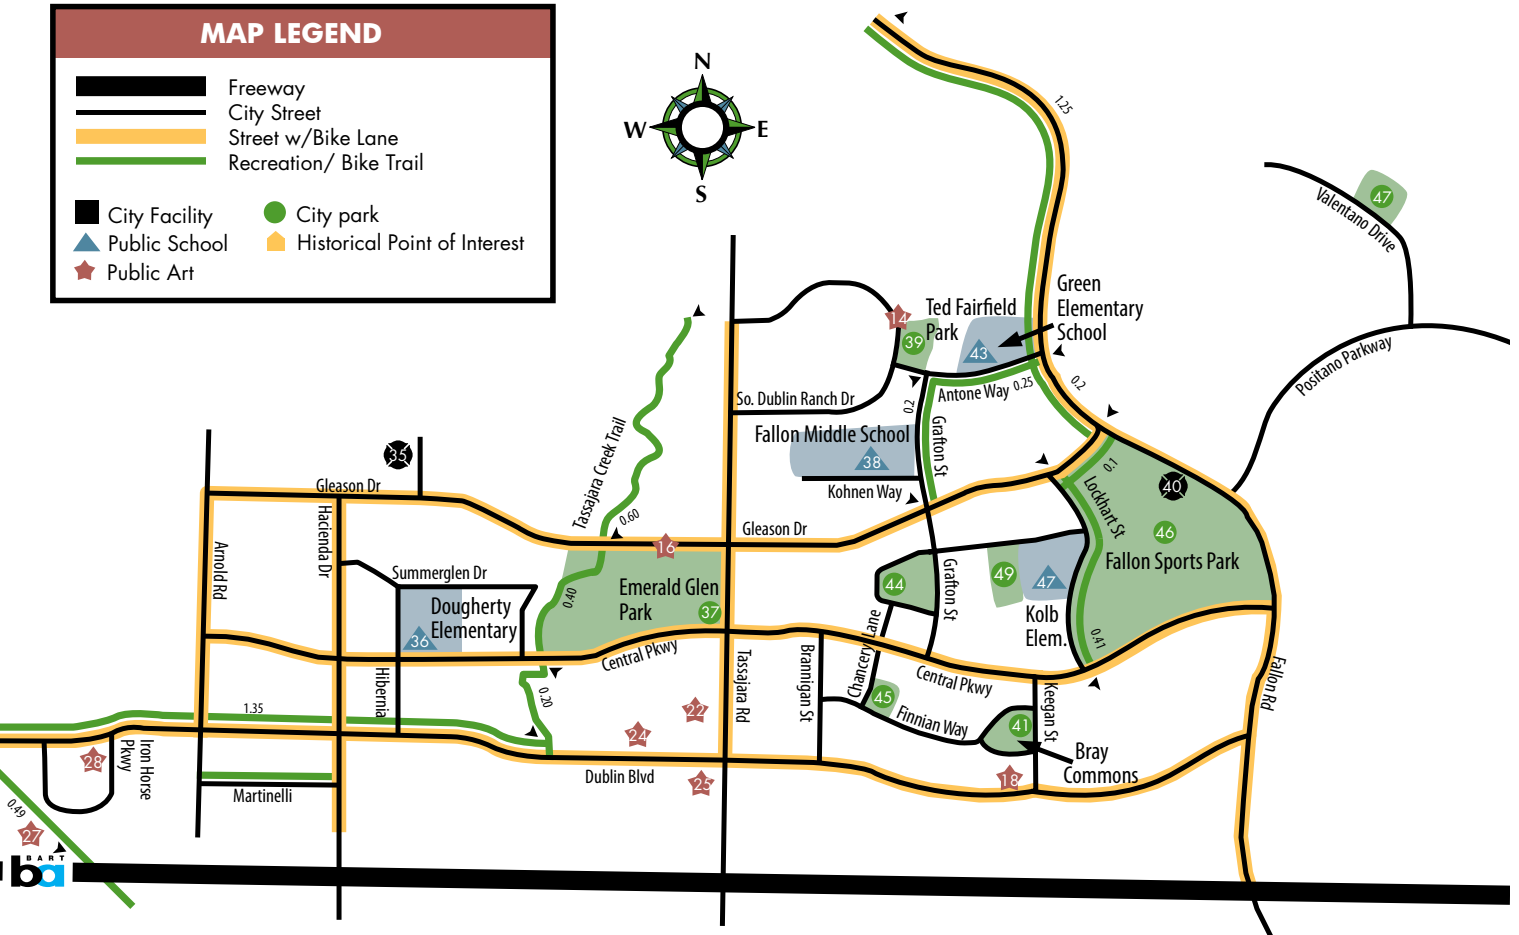 MAP LEGEND
Freeway
City Street
Street w/Bike Lane
Recreation/ Bike Trail
City Facility
City park
Public School
Historical Point of Interest
Public Art
N
W
E
S
1.25
47
Valentano Drive
Positano Parkway
Green
Elementary
School
Ted Fairfield
Park
14
39
43
0.2
Antone Way
0.25
0.2
So. Dublin Ranch Dr
Fallon Middle School
38
Grafton St
Kohnen Way
Tassajara Creek Trail
0.60
35
Gleason Dr
Gleason Dr
16
0.1
Lockhart St
40
46
Fallon Sports Park
Hacienda Dr
Arnold Rd
Summerglen Dr
Dougherty
Elementary
36
0.40
Emerald Glen
Park
37
44
Grafton St
49
47
Kolb
Elem.
0.41
Central Pkwy
Central Pkwy
Hibernia
0.20
Tassajara Rd
Brannigan St
Chancery Lane
45
Finnian Way
41
Keegan St
Bray
Commons
Fallon Rd
1.35
22
24
25
18
Dublin Blvd
28
Iron Horse
Pkwy
Martinelli
0.49
27
BART
ba